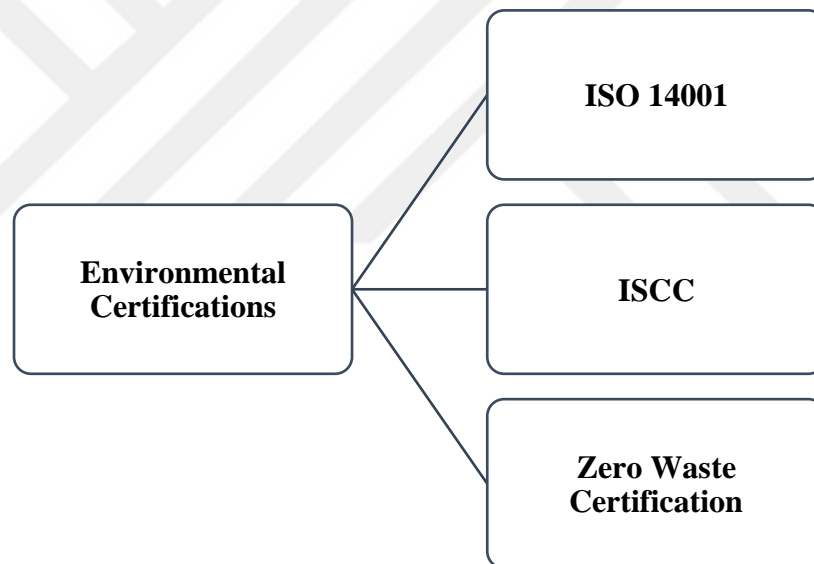 Environmental
Certifications
ISO 14001
ISCC
Zero Waste
Certification